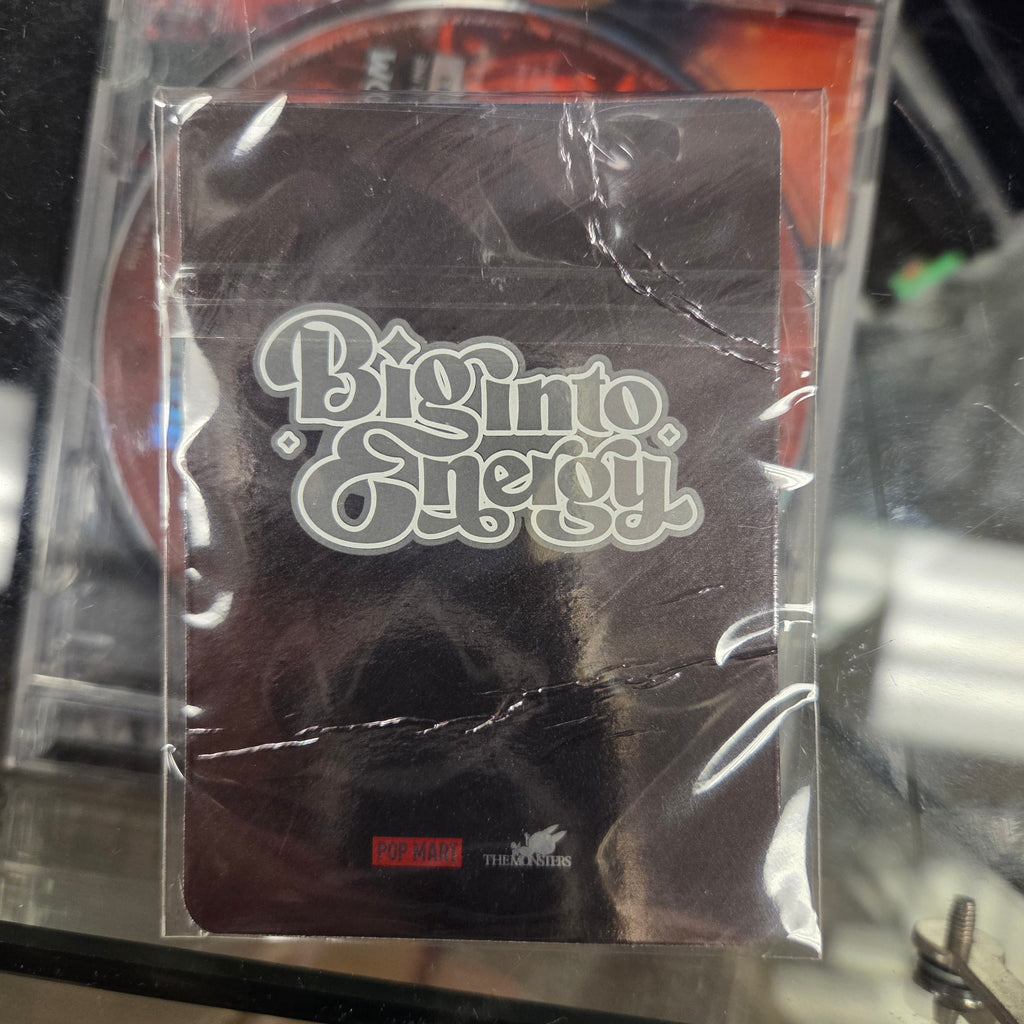 Big into
Energy
POP MART
THE MONSTERS